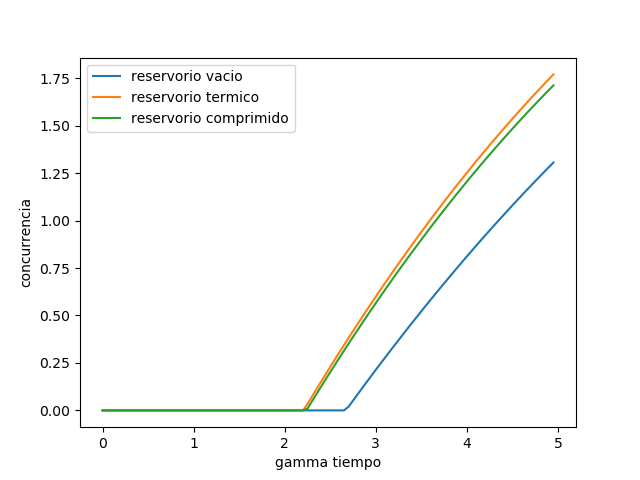 reservorio vacio
reservorio termico
reservorio comprimido
1.75
1.50
1.25
1.00
0.75
0.50
0.25
0.00
concurrencia
0 1 2 3 4 5
gamma tiempo